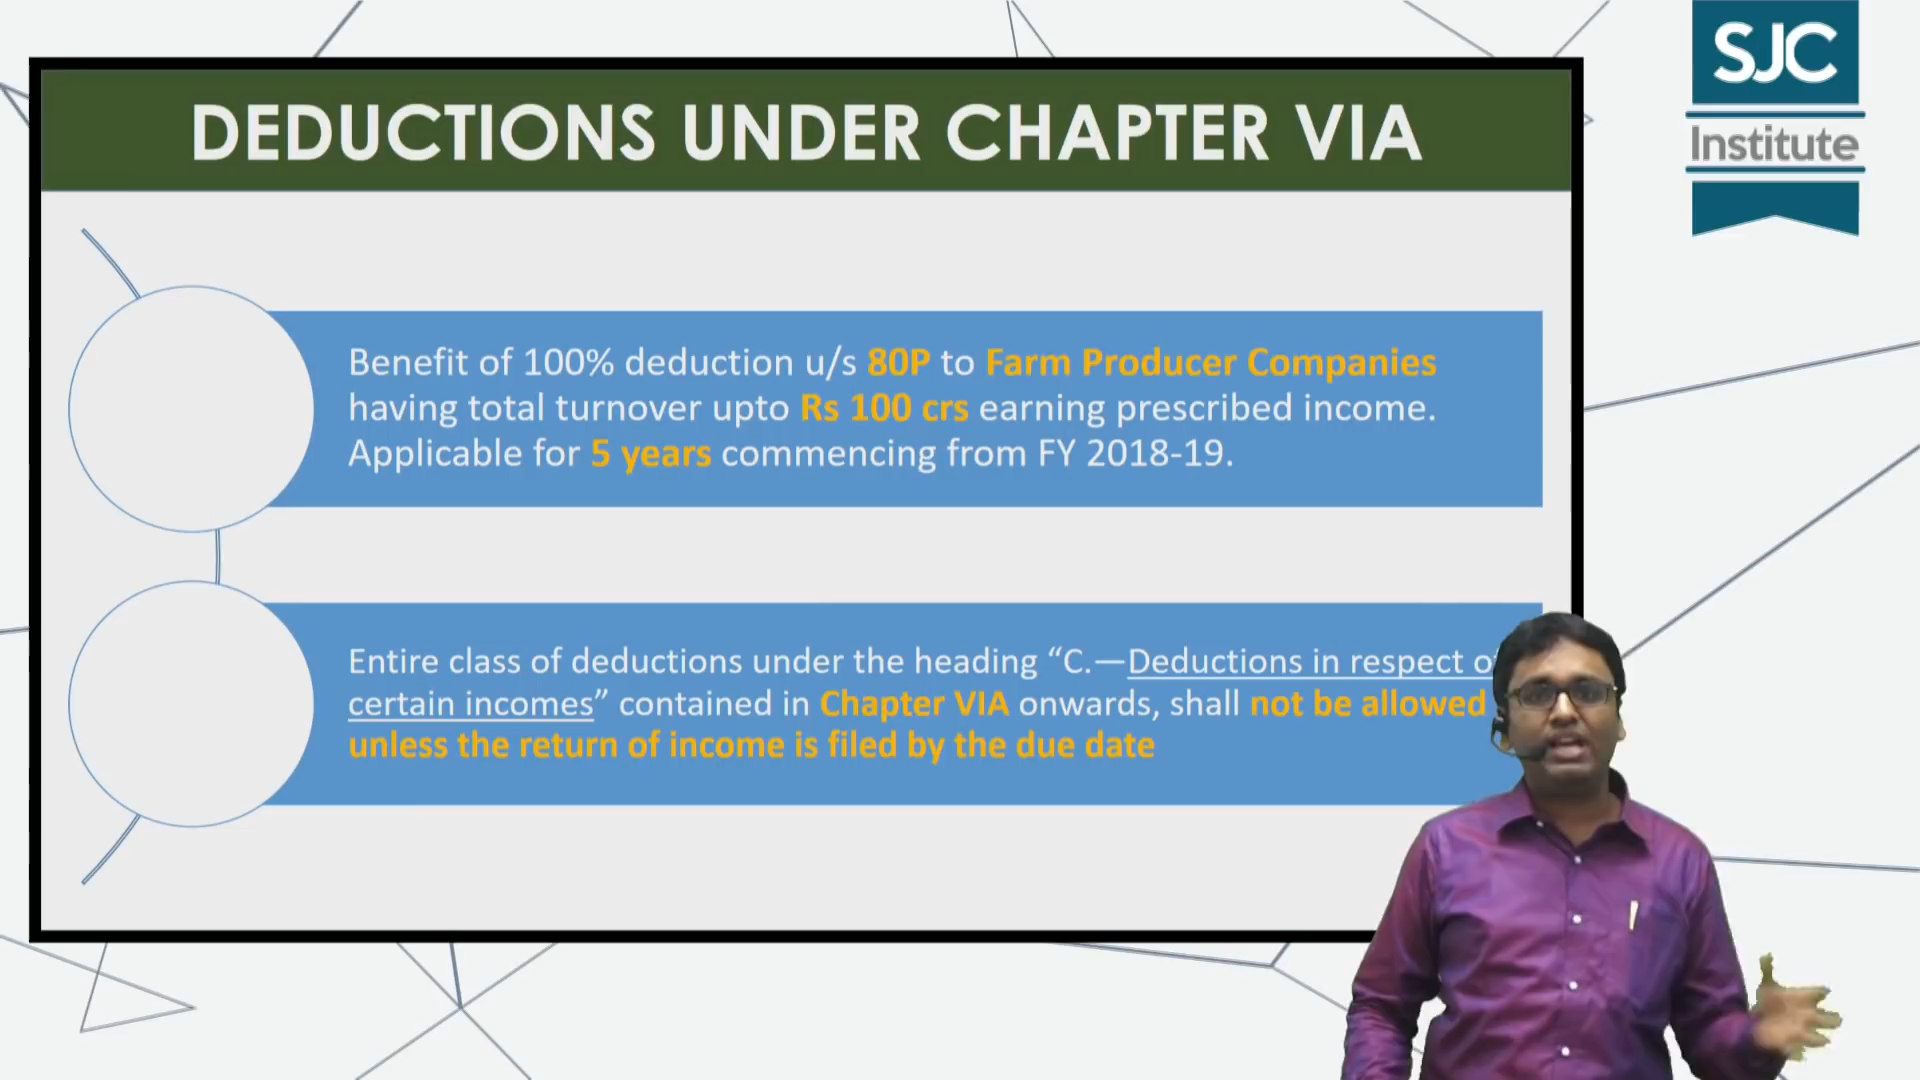 SJC
Institute
DEDUCTIONS UNDER CHAPTER VIA
Benefit of 100% deduction u/s 80P to Farm Producer Companies
having total turnover upto Rs 100 crs earning prescribed income.
Applicable for 5 years commencing from FY 2018-19.
Entire class of deductions under the heading “C.—Deductions in respect
certain incomes” contained in Chapter VIA onwards, shall not be allowed
unless the return of income is filed by the due date